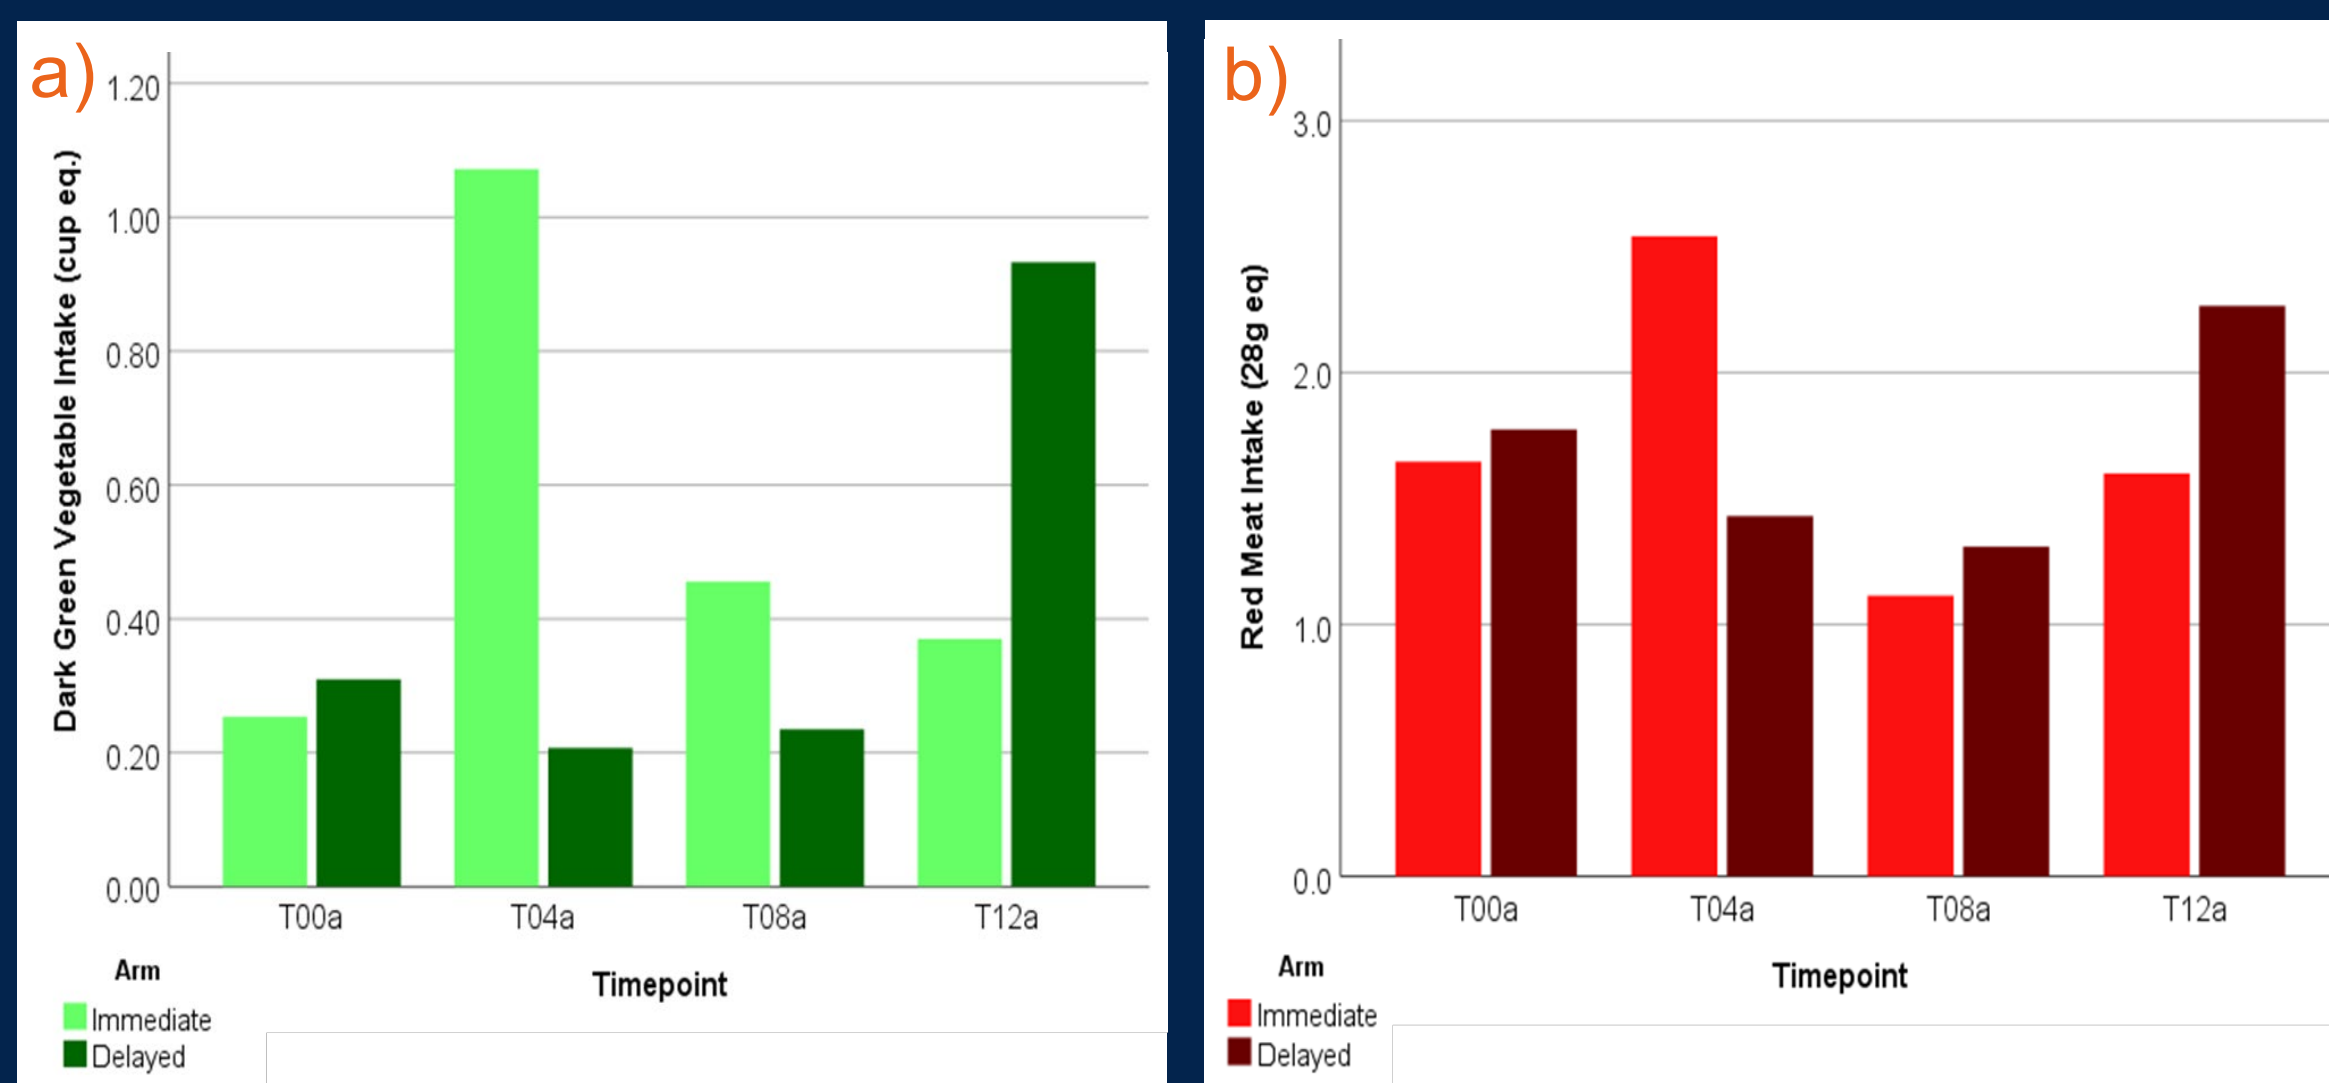 a)
Dark Green Vegetable Intake (cup eq.)
1.20
1.00
0.80
0.60
0.40
0.20
0.00
T00a T04a T08a T12a
Timepoint
Arm
Immediate
Delayed
b)
Red Meat Intake (28g eq)
3.0
2.0
1.0
0.0
T00a T04a T08a T12a
Timepoint
Arm
Immediate
Delayed